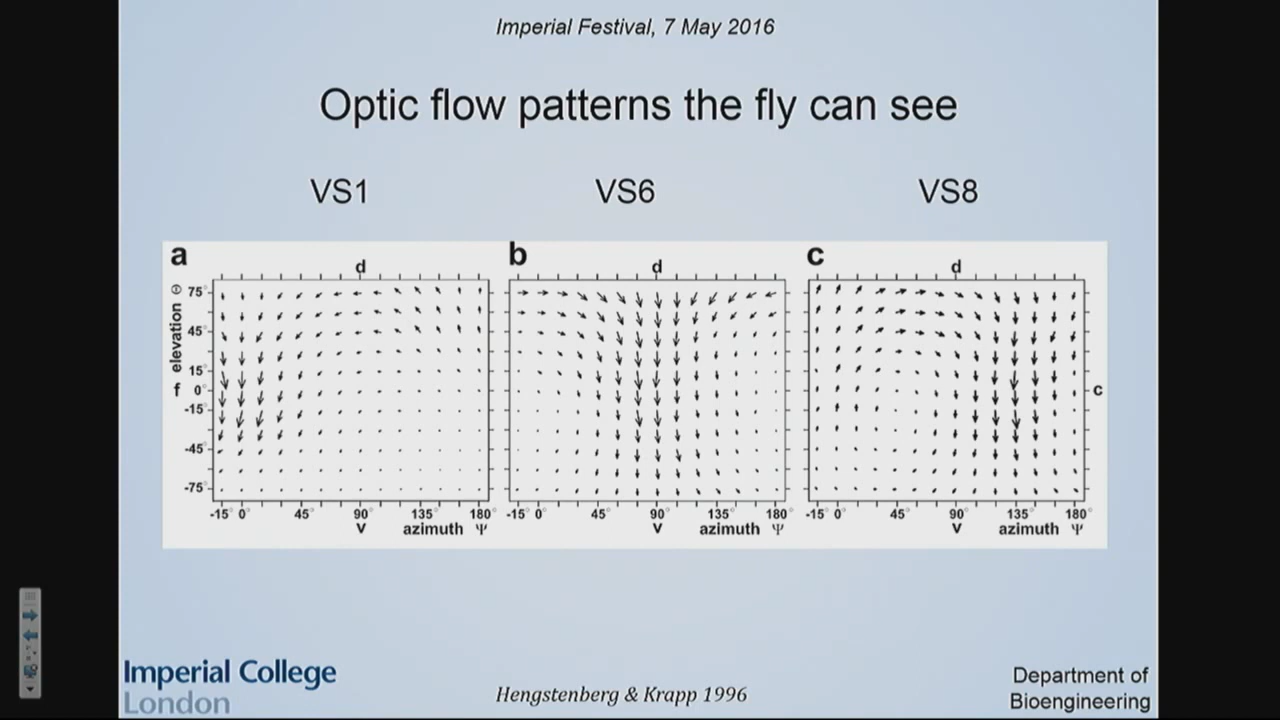 Imperial Festival, 7 May 2016
Optic flow patterns the fly can see
VS1 VS6 VS8
a b c
d d d
elevation Θ
75°
45°
15°
f 0° c
-15°
-45°
-75°
-15° 0° 45° 90° 135° 180° -15° 0° 45° 90° 135° 180° -15° 0° 45° 90° 135° 180°
V azimuth Ψ V azimuth Ψ V azimuth Ψ
Imperial College
London
Hengstenberg & Krapp 1996
Department of
Bioengineering